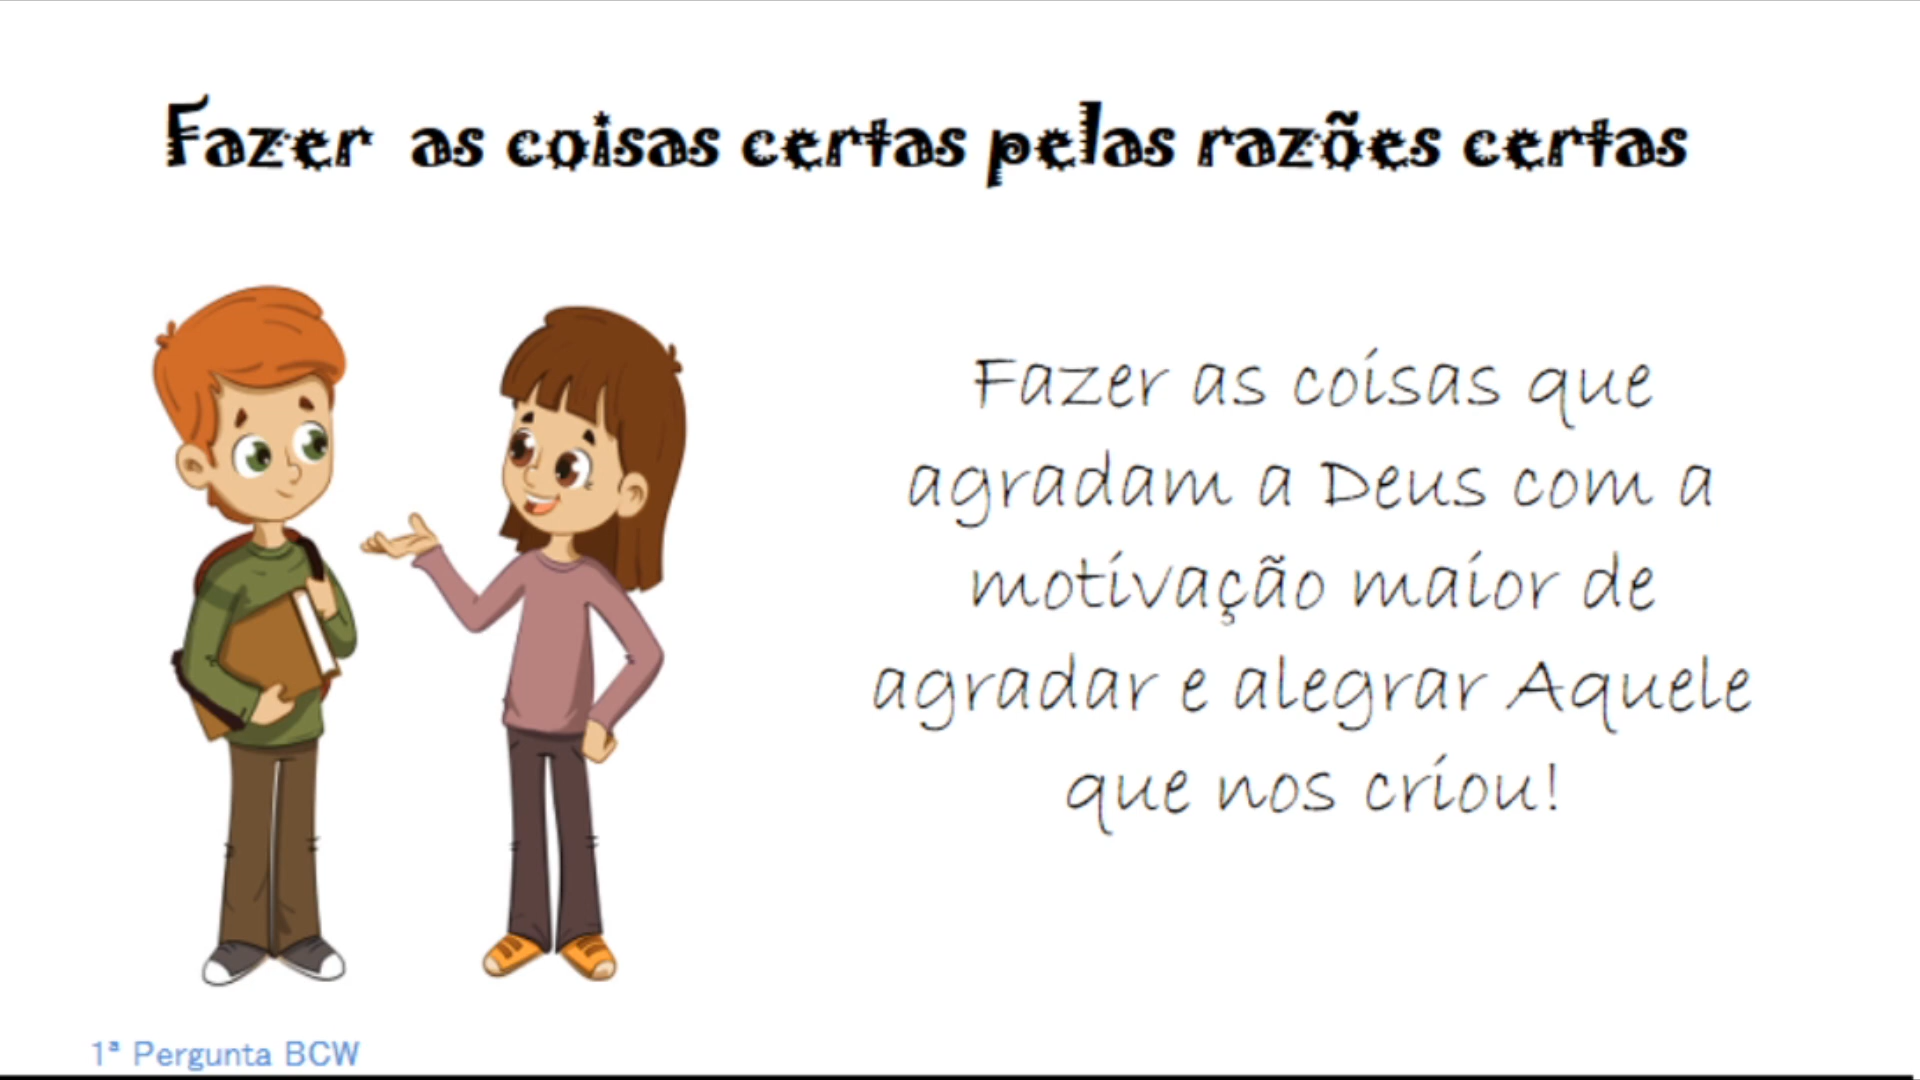 Fazer as coisas certas pelas razões certas
Fazer as coisas que
agradam a Deus com a
motivação maior de
agradar e alegrar Aquele
que nos criou!
1ª Pergunta BCW